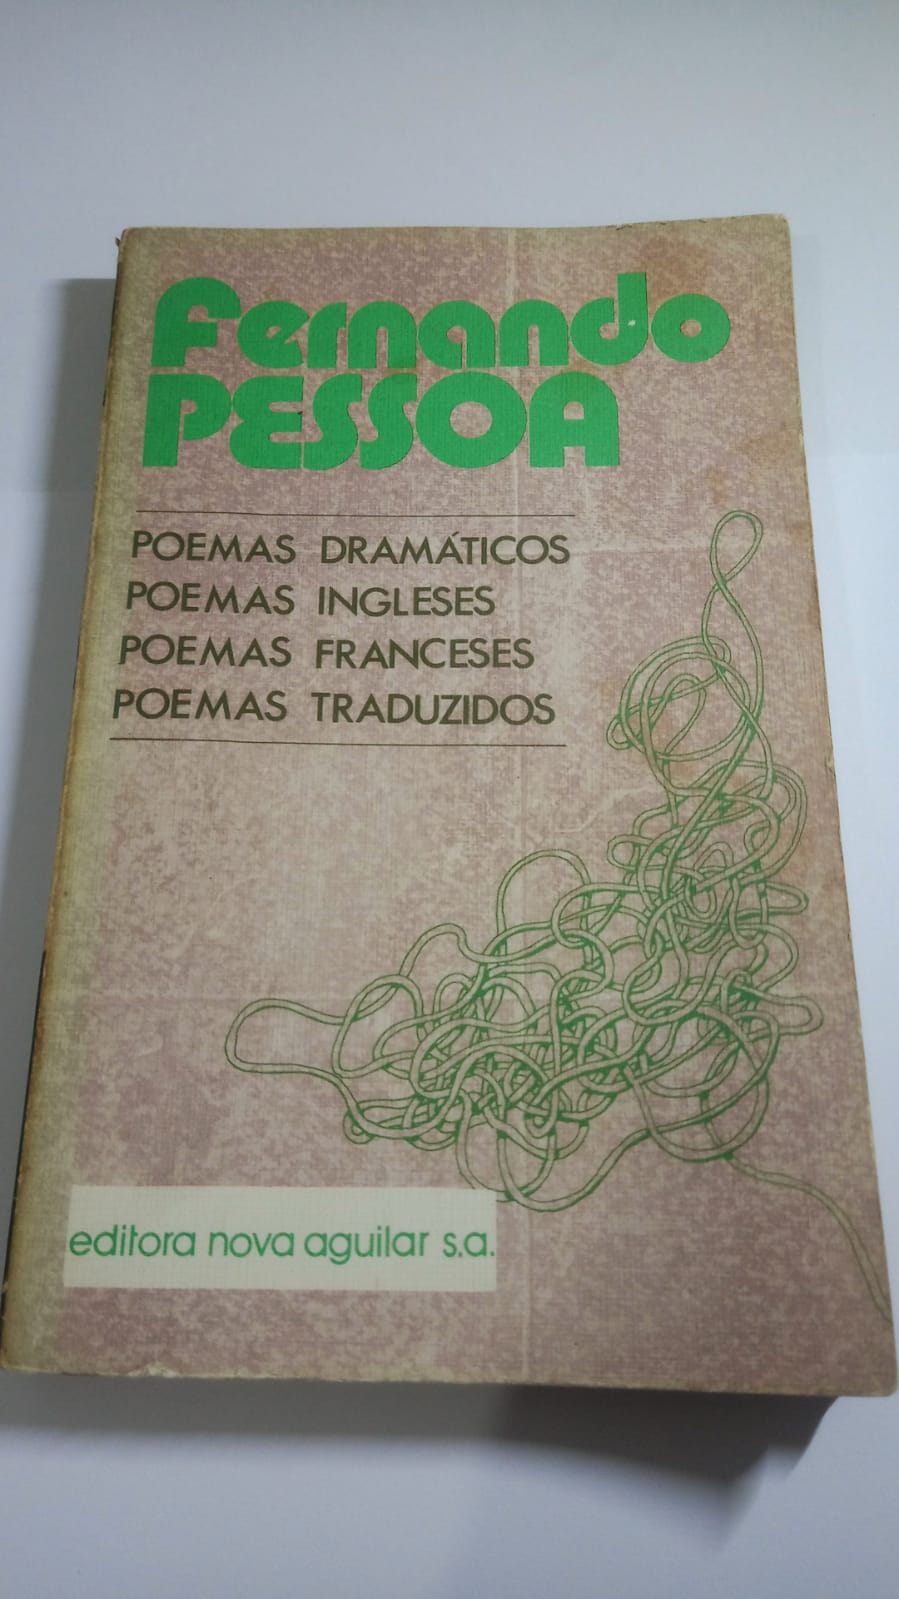 Fernando
PESSOA
POEMAS DRAMÁTICOS
POEMAS INGLESES
POEMAS FRANCESES
POEMAS TRADUZIDOS
editora nova aguilar s.a.